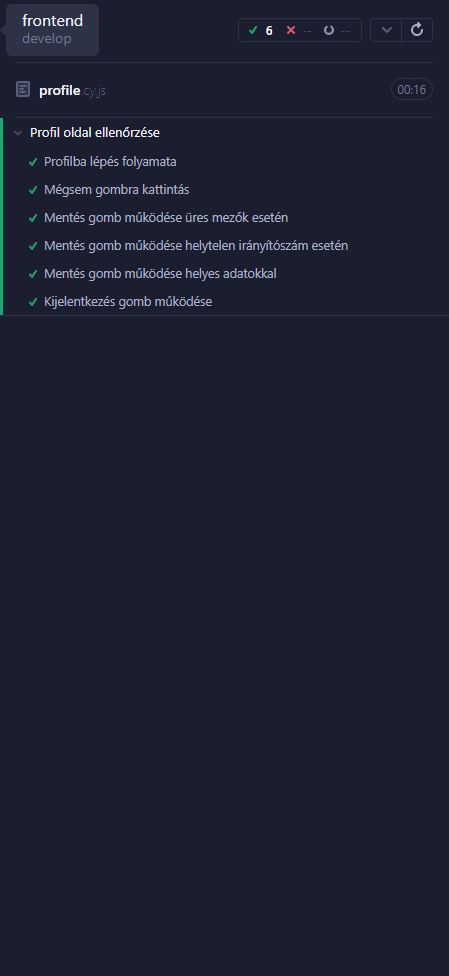 frontend
develop
6 -- --
profile cy.js
00:16
Profil oldal ellenőrzése
Profilba lépés folyamata
Mégsem gombra kattintás
Mentés gomb működése üres mezők esetén
Mentés gomb működése helytelen irányítószám esetén
Mentés gomb működése helyes adatokkal
Kijelentkezés gomb működése